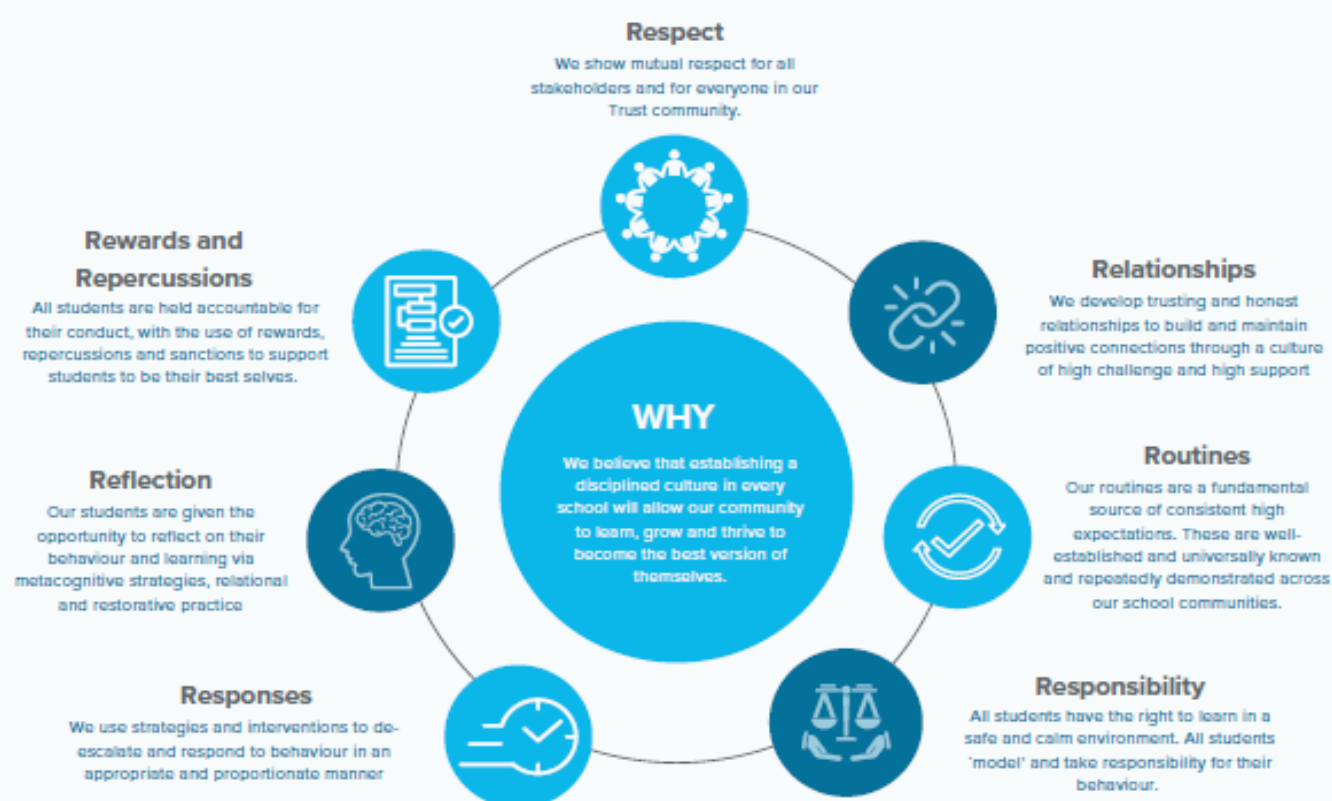 Respect
We show mutual respect for all
stakeholders and for everyone in our
Trust community.
Relationships
We develop trusting and honest
relationships to build and maintain
positive connections through a culture
of high challenge and high support
Routines
Our routines are a fundamental
source of consistent high
expectations. These are well-
established and universally known
and repeatedly demonstrated across
our school communities.
Responsibility
All students have the right to learn in a
safe and calm environment. All students
'model' and take responsibility for their
behaviour.
Responses
We use strategies and interventions to de-
escalate and respond to behaviour in an
appropriate and proportionate manner
Reflection
Our students are given the
opportunity to reflect on their
behaviour and learning via
metacognitive strategies, relational
and restorative practice
Rewards and
Repercussions
All students are held accountable for
their conduct, with the use of rewards,
repercussions and sanctions to support
students to be their best selves.
WHY
We believe that establishing a
disciplined culture in every
school will allow our community
to learn, grow and thrive to
become the best version of
themselves.